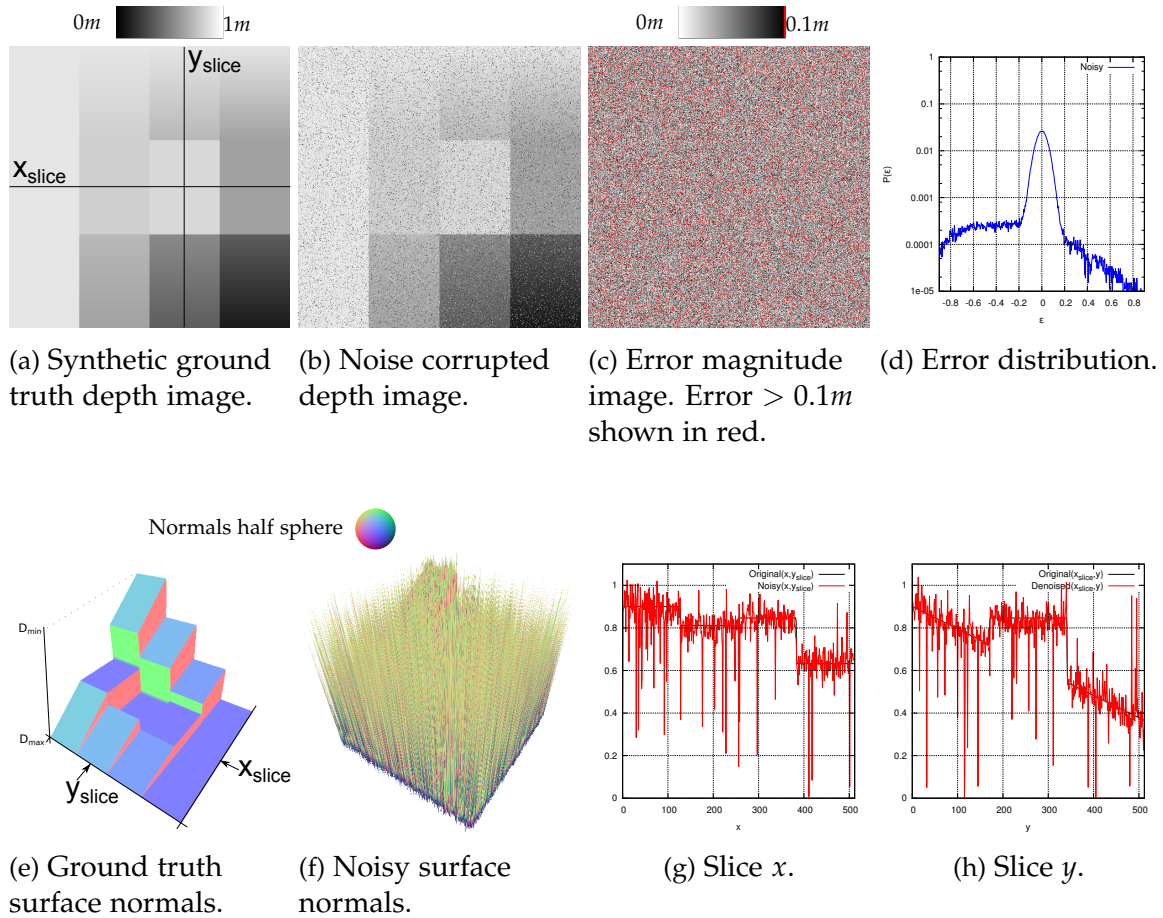 0m 1m 0m 0.1m
y_slice
x_slice
1
0.1
0.01
0.001
0.0001
1e-05
P(ε)
Noisy
-0.8 -0.6 -0.4 -0.2 0 0.2 0.4 0.6 0.8
ε
(a) Synthetic ground
truth depth image.
(b) Noise corrupted
depth image.
(c) Error magnitude
image. Error > 0.1m
shown in red.
(d) Error distribution.
Normals half sphere
Dmin
Dmax
y_slice
x_slice
Original(x,y_slice)
Noisy(x,y_slice)
1
0.8
0.6
0.4
0.2
0
0 100 200 300 400 500
x
Original(x_slice,y)
Denoised(x_slice,y)
1
0.8
0.6
0.4
0.2
0
0 100 200 300 400 500
y
(e) Ground truth
surface normals.
(f) Noisy surface
normals.
(g) Slice x.
(h) Slice y.